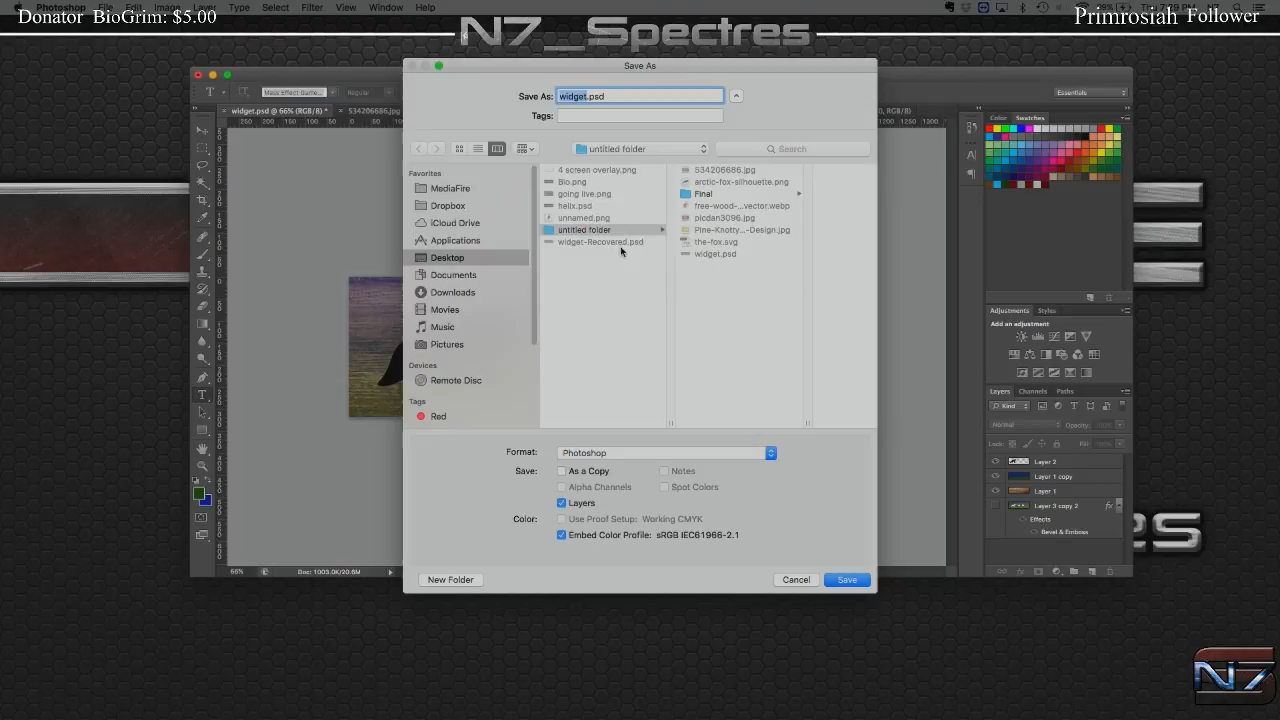 Photoshop File Edit Image Layer Type Select Filter View Window Help
Donator BioGrim: $5.00
Primrosiah Follower
N7_Spectres
Save As
Save As: widget.psd
Tags:
untitled folder
Search
Mass Effect Game... Regular
Essentials
widget.psd @ 66% (RGB/8) *
534206686.jpg
(RGB/8)
Favorites
MediaFire
Dropbox
iCloud Drive
Applications
Desktop
Documents
Downloads
Movies
Music
Pictures
Devices
Remote Disc
Tags
Red
4 screen overlay.png
Bio.png
going live.png
helix.psd
unnamed.png
untitled folder
widget-Recovered.psd
534206686.jpg
arctic-fox-silhouette.png
Final
free-wood-...vector.webp
picdan3096.jpg
Pine-Knotty...-Design.jpg
the-fox.svg
widget.psd
Format: Photoshop
Save: As a Copy Notes
Alpha Channels Spot Colors
Layers
Color: Use Proof Setup: Working CMYK
Embed Color Profile: sRGB IEC61966-2.1
New Folder Cancel Save
Color Swatches
Adjustments Styles
Add an adjustment
Layers Channels Paths
Kind
Normal Opacity:
Lock: Fill:
Layer 2
Layer 1 copy
Layer 1
Layer 3 copy 2 fx
Effects
Bevel & Emboss
66% Doc: 1003.0K/20.6M
N7